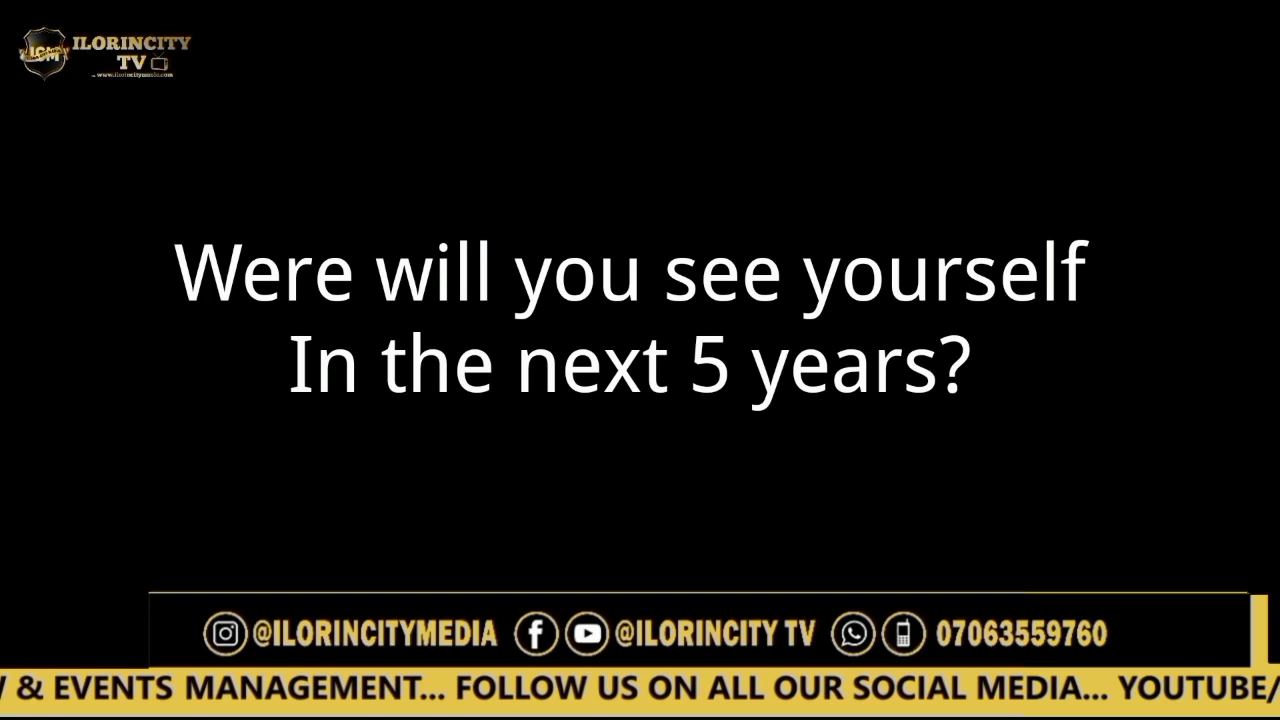 ILORINCITY
TV
Were will you see yourself
In the next 5 years?
@ILORINCITYMEDIA @ILORINCITY TV 07063559760
& EVENTS MANAGEMENT... FOLLOW US ON ALL OUR SOCIAL MEDIA... YOUTUBE/